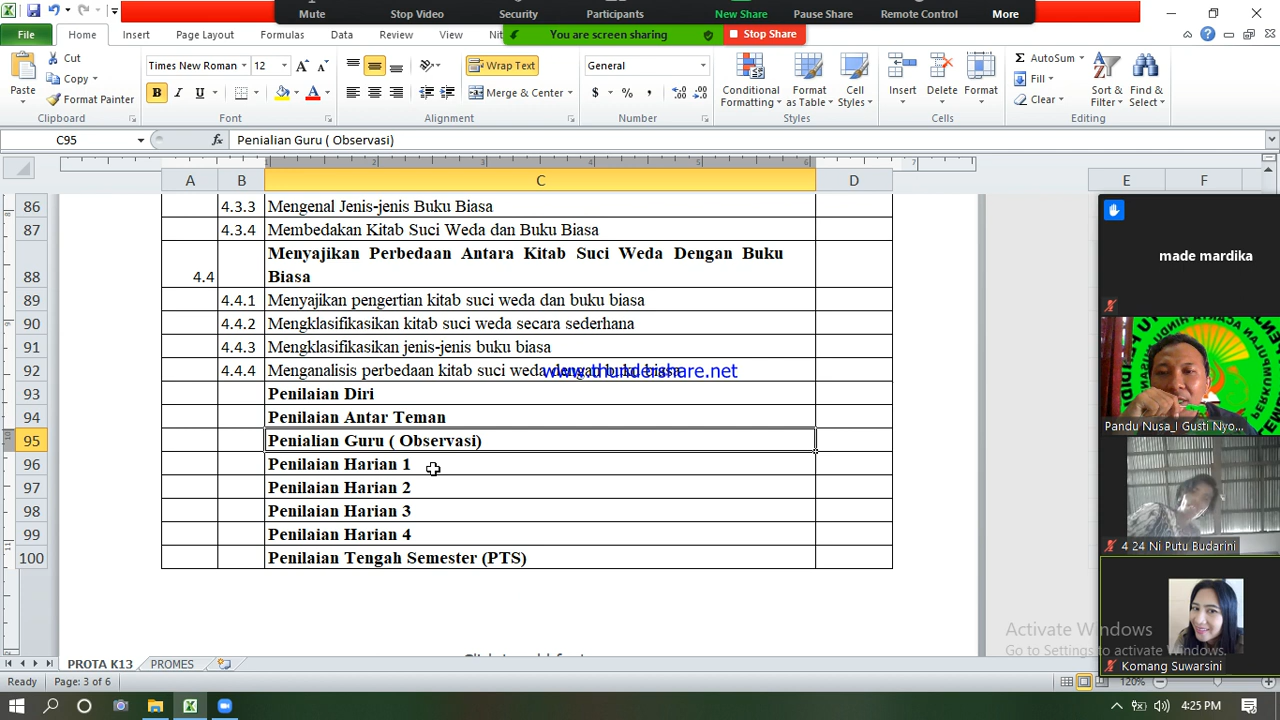 Mute Stop Video Security Participants New Share Pause Share Remote Control More
You are screen sharing Stop Share
File Home Insert Page Layout Formulas Data Review View
Paste Cut Copy Format Painter Clipboard
Times New Roman 12 B I U A Font
Wrap Text Merge & Center Alignment
General $ % , Number
Conditional Formatting Format as Table Cell Styles Styles
Insert Delete Format Cells
AutoSum Fill Clear Sort & Filter Find & Select Editing
C95 fx Penialian Guru ( Observasi)
A B C D E F
86 4.3.3 Mengenal Jenis-jenis Buku Biasa
87 4.3.4 Membedakan Kitab Suci Weda dan Buku Biasa
88 4.4 Menyajikan Perbedaan Antara Kitab Suci Weda Dengan Buku
Biasa
89 4.4.1 Menyajikan pengertian kitab suci weda dan buku biasa
90 4.4.2 Mengklasifikasikan kitab suci weda secara sederhana
91 4.4.3 Mengklasifikasikan jenis-jenis buku biasa
92 4.4.4 Menganalisis perbedaan kitab suci weda
www.thundershare.net
93 Penilaian Diri
94 Penilaian Antar Teman
95 Penialian Guru ( Observasi)
96 Penilaian Harian 1
97 Penilaian Harian 2
98 Penilaian Harian 3
99 Penilaian Harian 4
100 Penilaian Tengah Semester (PTS)
made mardika
Pandu Nusa_I Gusti Nyo...
4 24 Ni Putu Budarini
Komang Suwarsini
Activate Windows
Go to Settings to activate Windows.
PROTA K13 PROMES
Ready Page: 3 of 6 120%
4:25 PM